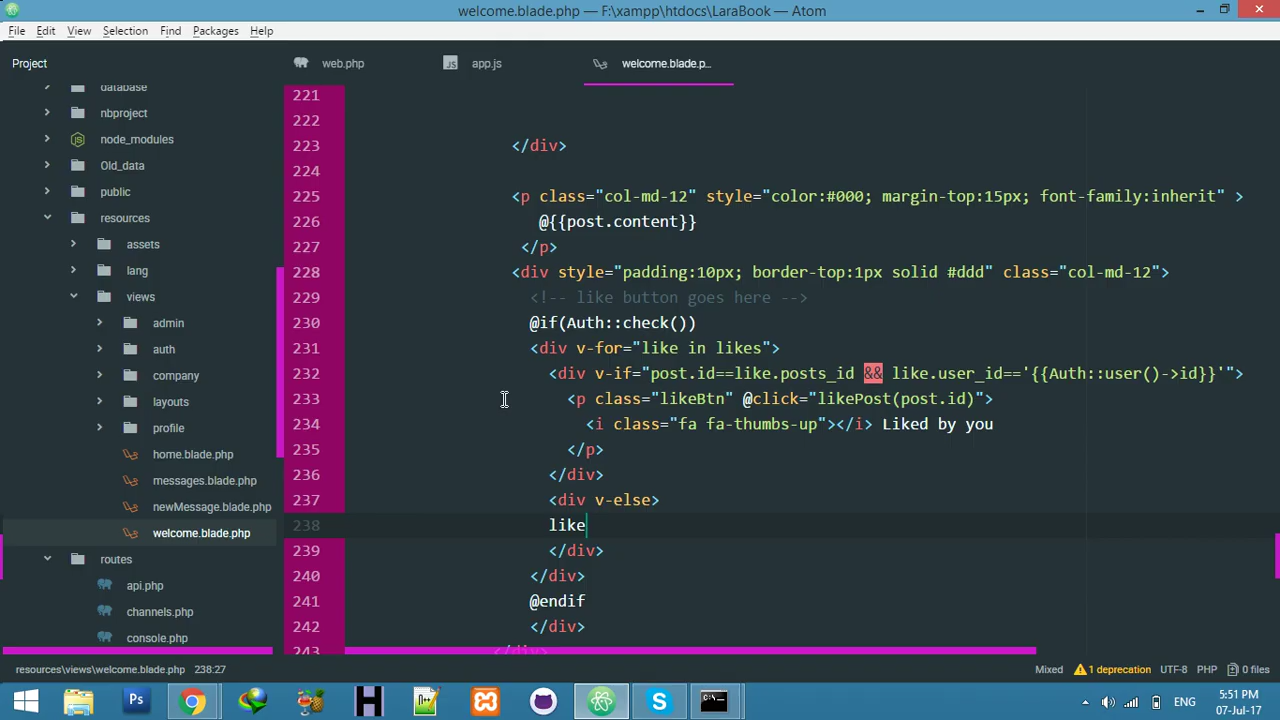 welcome.blade.php — F:\xampp\htdocs\LaraBook — Atom
File Edit View Selection Find Packages Help
Project
web.php
app.js
welcome.blade.p...
database
nbproject
node_modules
Old_data
public
resources
assets
lang
views
admin
auth
company
layouts
profile
home.blade.php
messages.blade.php
newMessage.blade.php
welcome.blade.php
routes
api.php
channels.php
console.php
221
222
223 </div>
224
225 <p class="col-md-12" style="color:#000; margin-top:15px; font-family:inherit" >
226 @{{post.content}}
227 </p>
228 <div style="padding:10px; border-top:1px solid #ddd" class="col-md-12">
229 <!-- like button goes here -->
230 @if(Auth::check())
231 <div v-for="like in likes">
232 <div v-if="post.id==like.posts_id && like.user_id=='{{Auth::user()->id}}'">
233 <p class="likeBtn" @click="likePost(post.id)">
234 <i class="fa fa-thumbs-up"></i> Liked by you
235 </p>
236 </div>
237 <div v-else>
238 like
239 </div>
240 </div>
241 @endif
242 </div>
243 </div>
resources\views\welcome.blade.php 238:27
Mixed 1 deprecation UTF-8 PHP 0 files
ENG
5:51 PM
07-Jul-17